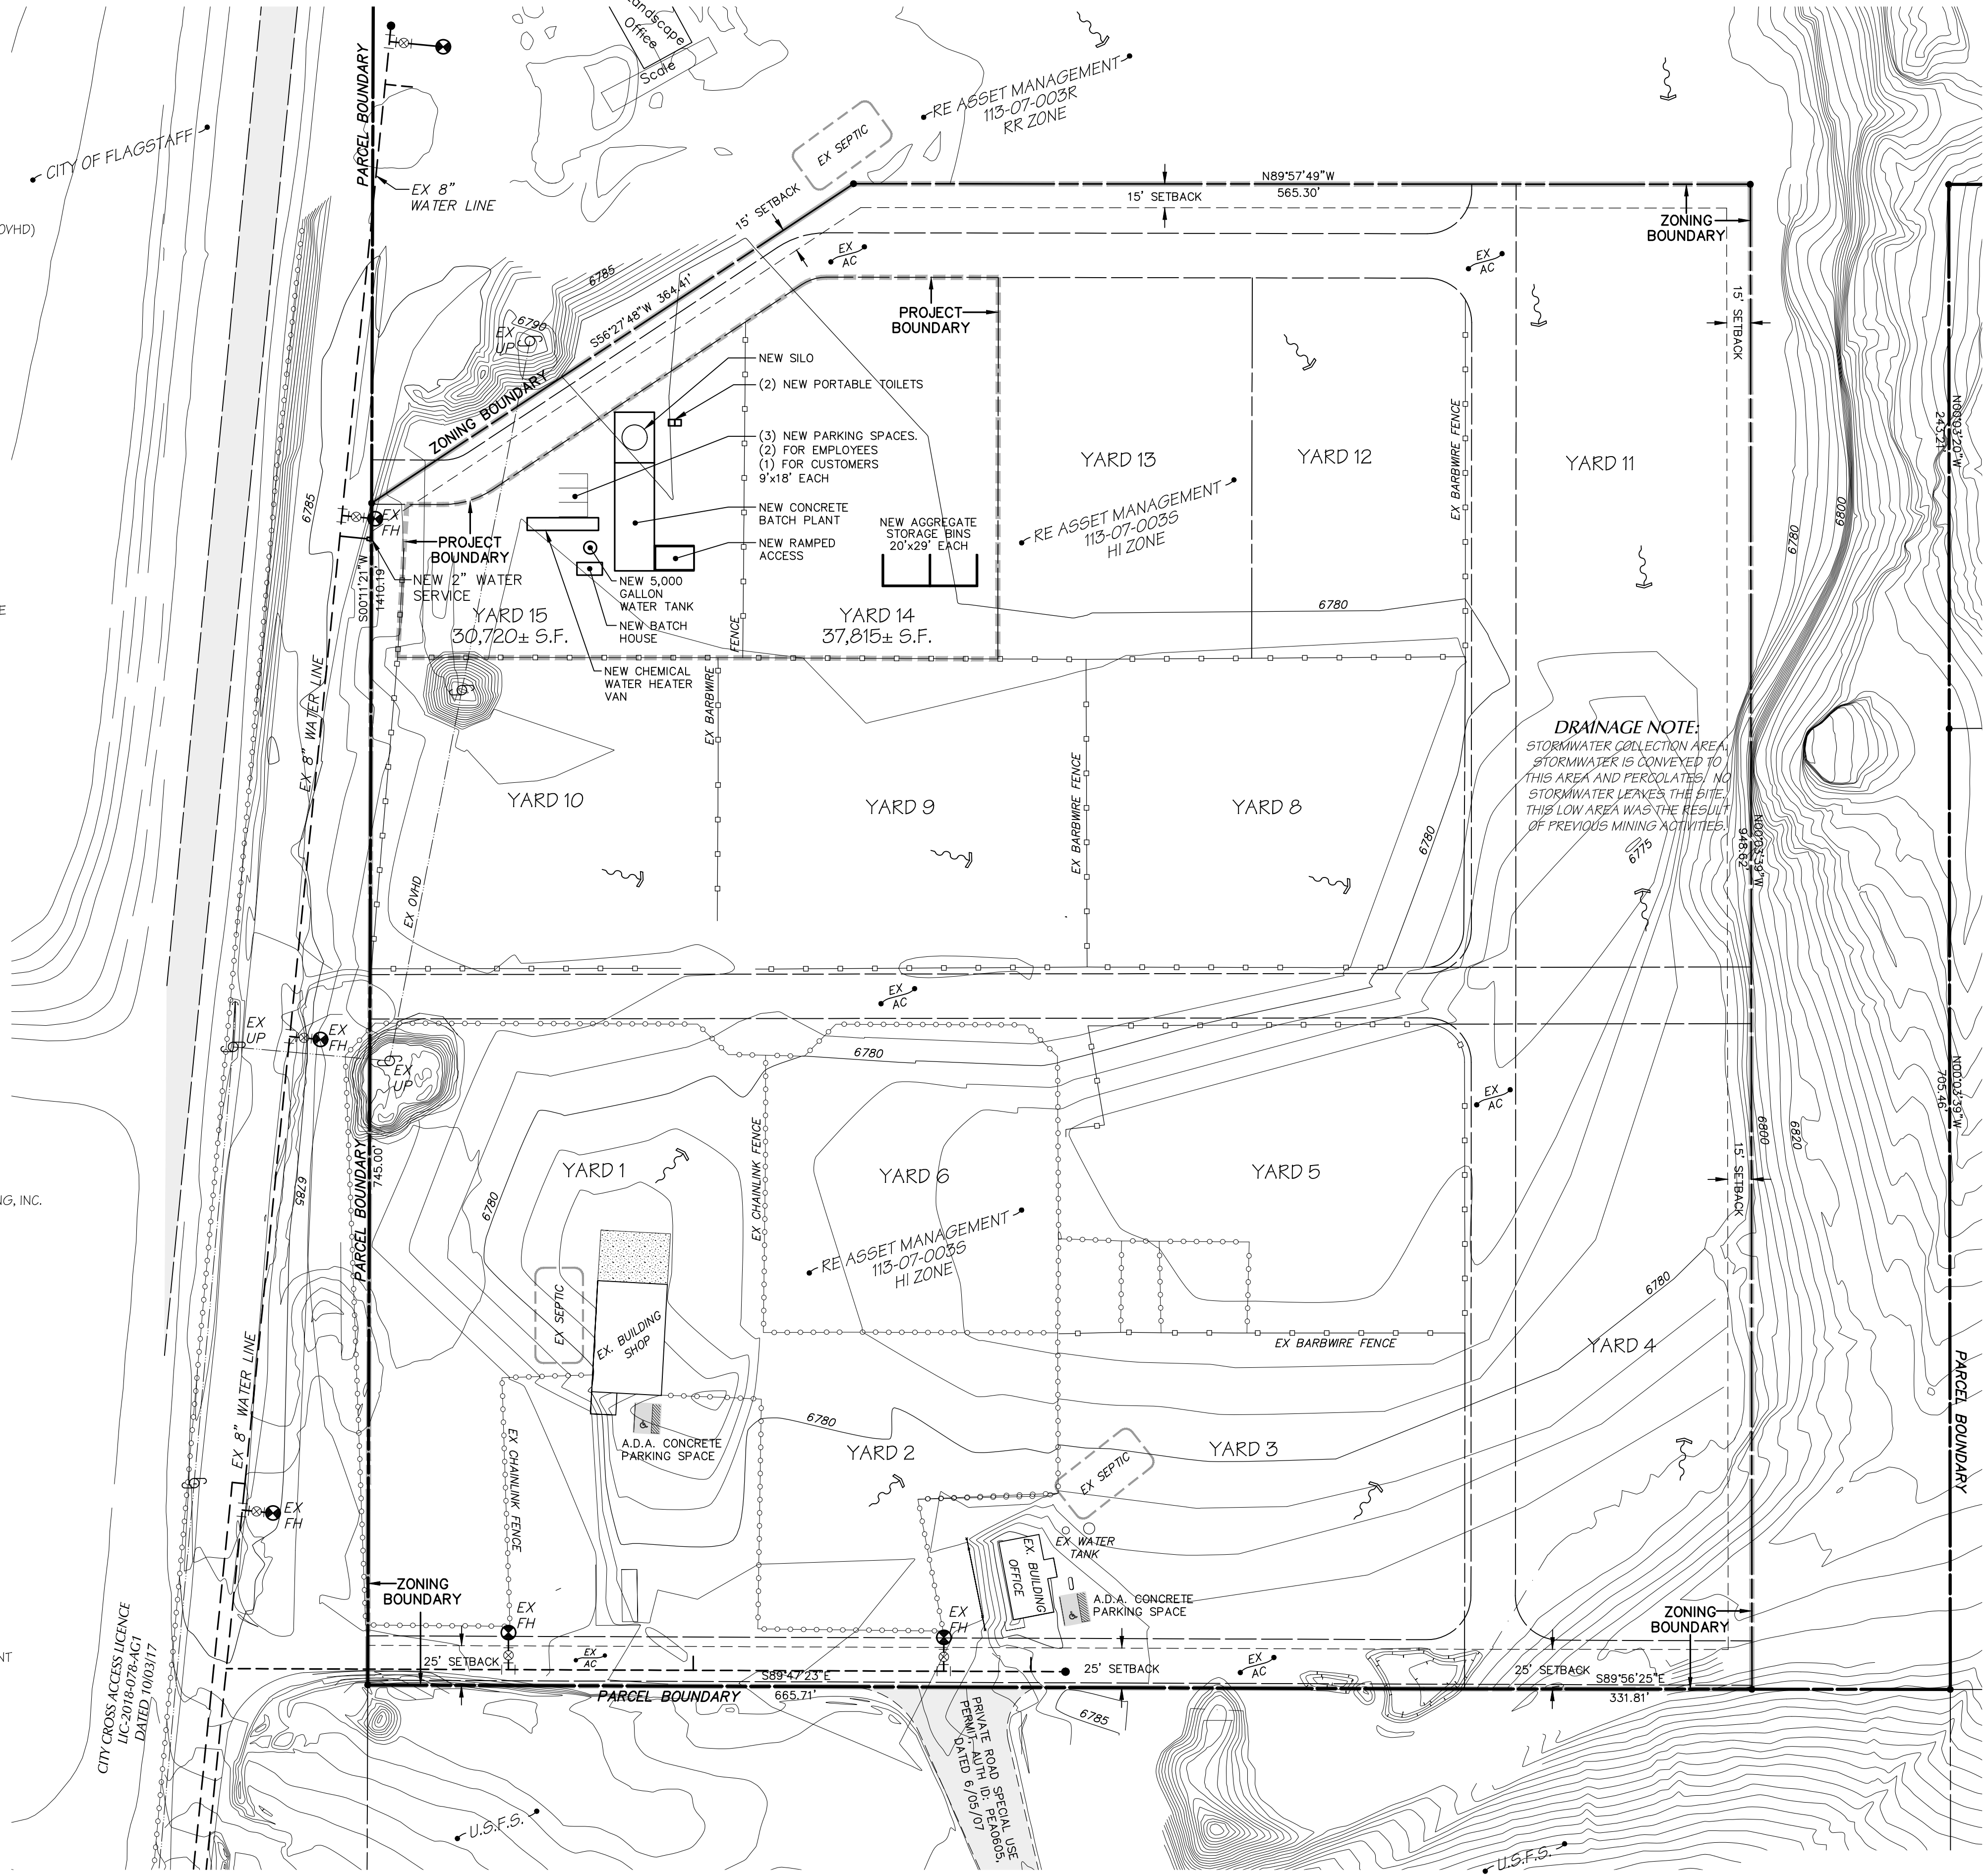 Landscape
Office
Scale
EX SEPTIC
RE ASSET MANAGEMENT
113-07-003R
RR ZONE
PARCEL BOUNDARY
CITY OF FLAGSTAFF
EX 8"
WATER LINE
OVHD)
15' SETBACK
N89°57'49"W
565.30'
15' SETBACK
ZONING
BOUNDARY
EX
AC
EX
AC
6785
6790
EX
UP
S56°27'48"W 364.41'
ZONING BOUNDARY
PROJECT
BOUNDARY
15' SETBACK
NEW SILO
(2) NEW PORTABLE TOILETS
(3) NEW PARKING SPACES.
(2) FOR EMPLOYEES
(1) FOR CUSTOMERS
9'x18' EACH
NEW CONCRETE
BATCH PLANT
NEW RAMPED
ACCESS
NEW AGGREGATE
STORAGE BINS
20'x29' EACH
YARD 13
YARD 12
YARD 11
EX BARBWIRE FENCE
RE ASSET MANAGEMENT
113-07-003S
HI ZONE
N00°03'20"W
243.21'
6785
6780
6800
EX
FH
PROJECT
BOUNDARY
NEW 2" WATER
SERVICE
S00°11'21"W
1410.19'
NEW 5,000
GALLON
WATER TANK
NEW BATCH
HOUSE
NEW CHEMICAL
WATER HEATER
VAN
YARD 15
30,720± S.F.
YARD 14
37,815± S.F.
6780
E
EX BARBWIRE
FENCE
EX 8" WATER LINE
DRAINAGE NOTE:
STORMWATER COLLECTION AREA.
STORMWATER IS CONVEYED TO
THIS AREA AND PERCOLATES. NO
STORMWATER LEAVES THE SITE.
THIS LOW AREA WAS THE RESULT
OF PREVIOUS MINING ACTIVITIES.
6775
YARD 10
YARD 9
YARD 8
EX BARBWIRE FENCE
6780
N00°03'39"W
948.62'
EX OVHD
EX
AC
EX
UP
EX
FH
EX
UP
6780
EX
AC
N00°03'39"W
705.46'
6800
6820
15' SETBACK
PARCEL BOUNDARY
745.00'
6785
NG, INC.
6780
YARD 1
YARD 6
YARD 5
EX CHAINLINK FENCE
RE ASSET MANAGEMENT
113-07-003S
HI ZONE
EX SEPTIC
EX. BUILDING
SHOP
6780
EX BARBWIRE FENCE
YARD 4
EX 8" WATER LINE
PARCEL BOUNDARY
A.D.A. CONCRETE
PARKING SPACE
6780
YARD 2
YARD 3
EX SEPTIC
EX CHAINLINK FENCE
EX
FH
EX WATER
TANK
EX. BUILDING
OFFICE
A.D.A. CONCRETE
PARKING SPACE
ZONING
BOUNDARY
EX
FH
EX
FH
ZONING
BOUNDARY
NT
CITY CROSS ACCESS LICENCE
LIC-2018-0278-AG1
DATED 10/03/17
25' SETBACK
EX
AC
S89°47'23"E
665.71'
PARCEL BOUNDARY
25' SETBACK
EX
AC
25' SETBACK
S89°56'25"E
331.81'
6785
PRIVATE ROAD SPECIAL USE
PERMIT, AUTH ID: PEA0605,
DATED 6/05/07
U.S.F.S.
U.S.F.S.